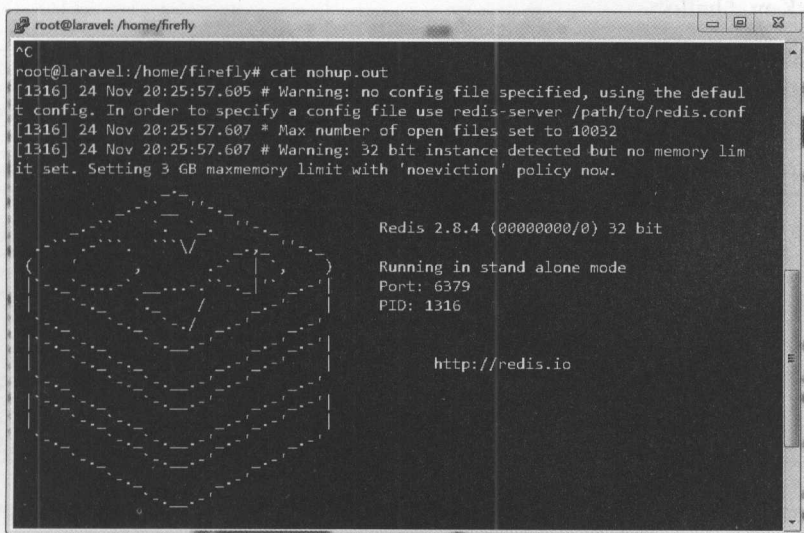 root@laravel: /home/firefly
^C
root@laravel:/home/firefly# cat nohup.out
[1316] 24 Nov 20:25:57.605 # Warning: no config file specified, using the defaul
t config. In order to specify a config file use redis-server /path/to/redis.conf
[1316] 24 Nov 20:25:57.607 * Max number of open files set to 10032
[1316] 24 Nov 20:25:57.607 # Warning: 32 bit instance detected but no memory lim
it set. Setting 3 GB maxmemory limit with 'noeviction' policy now.
Redis 2.8.4 (00000000/0) 32 bit
Running in stand alone mode
Port: 6379
PID: 1316
http://redis.io